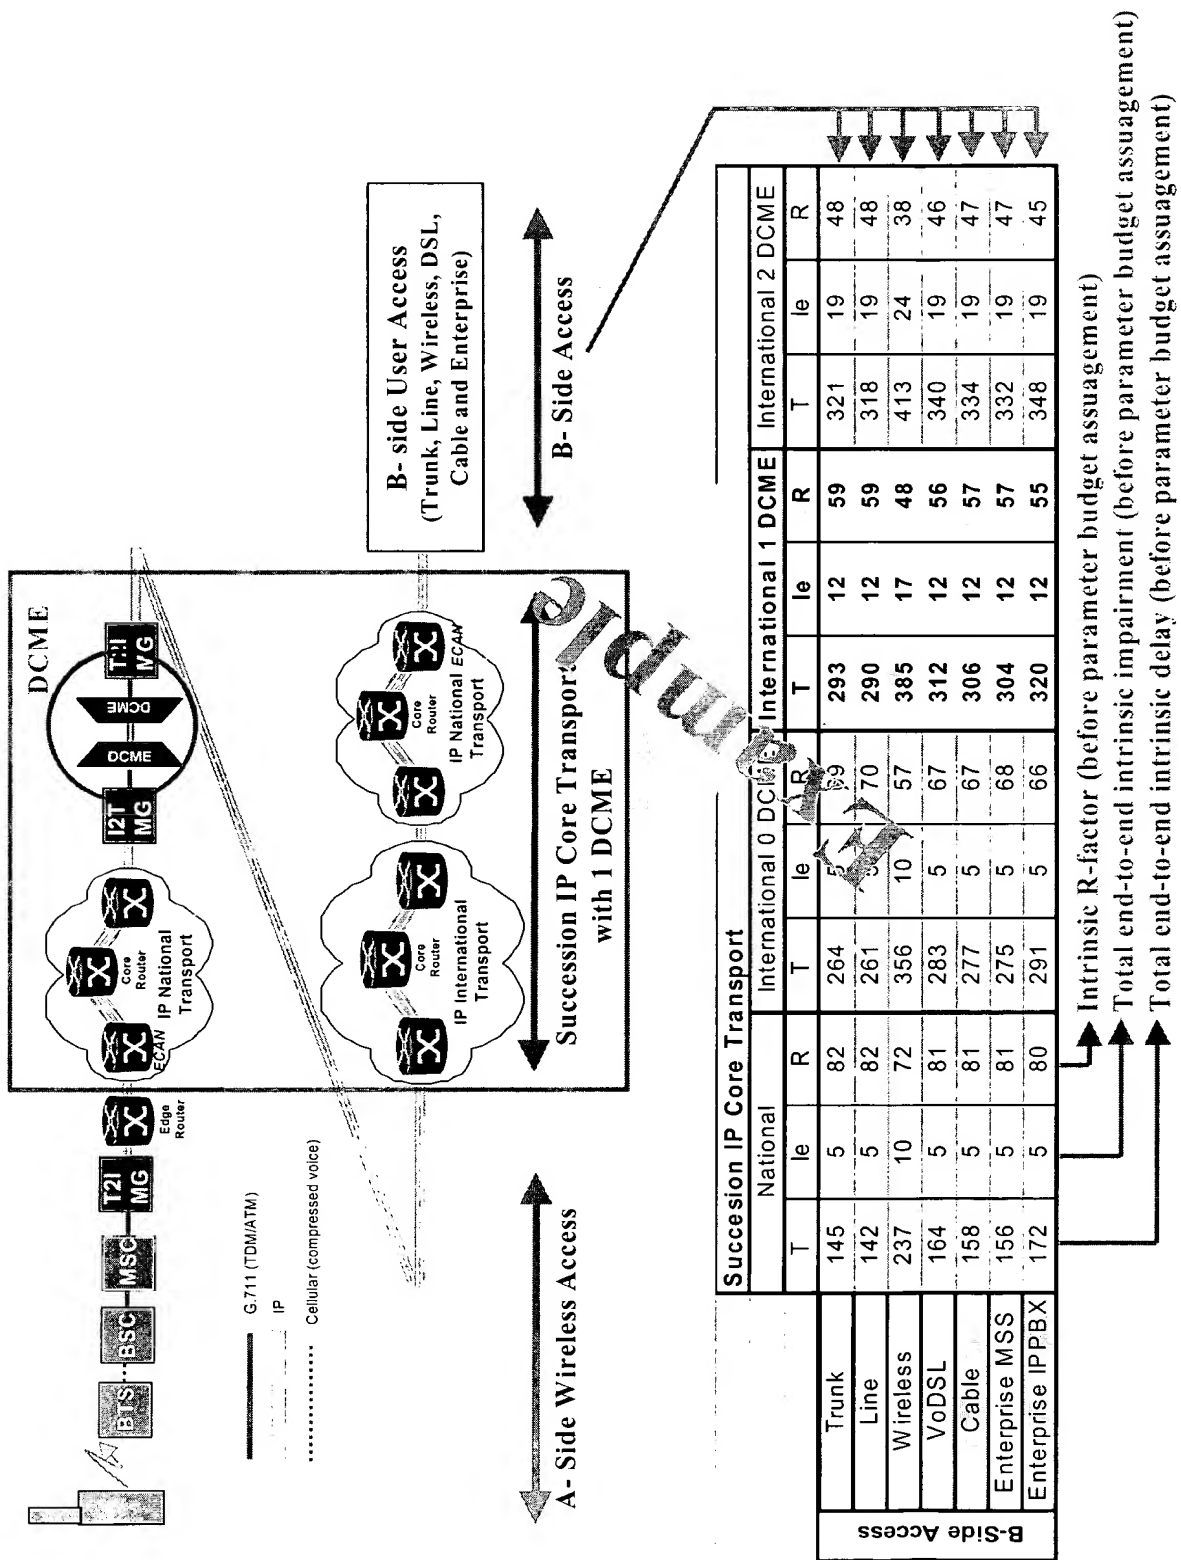 BTS
BSC
MSC
T2I
MG
Edge
Router
ECAN
Core
Router
IP National
Transport
I2T
MG
DCME
DCME
DCME
MG
G.711 (TDM/ATM)
IP
Cellular (compressed voice)
Core
Router
IP International
Transport
Core
Router
ECAN
IP National
Transport
B- side User Access
(Trunk, Line, Wireless, DSL,
Cable and Enterprise)
A- Side Wireless Access
Succession IP Core Transport
with 1 DCME
B- Side Access
Example
Succesion IP Core Transport
National International 0 DCME International 1 DCME International 2 DCME
T Ie R T Ie R T Ie R T Ie R
B-Side Access
Trunk 145 5 82 264 293 12 59 321 19 48
Line 142 5 82 261 70 290 12 59 318 19 48
Wireless 237 10 72 356 10 57 385 17 48 413 24 38
VoDSL 164 5 81 283 5 67 312 12 56 340 19 46
Cable 158 5 81 277 5 67 306 12 57 334 19 47
Enterprise MSS 156 5 81 275 5 68 304 12 57 332 19 47
Enterprise IPPBX 172 5 80 291 5 66 320 12 55 348 19 45
Intrinsic R-factor (before parameter budget assuagement)
Total end-to-end intrinsic impairment (before parameter budget assuagement)
Total end-to-end intrinsic delay (before parameter budget assuagement)